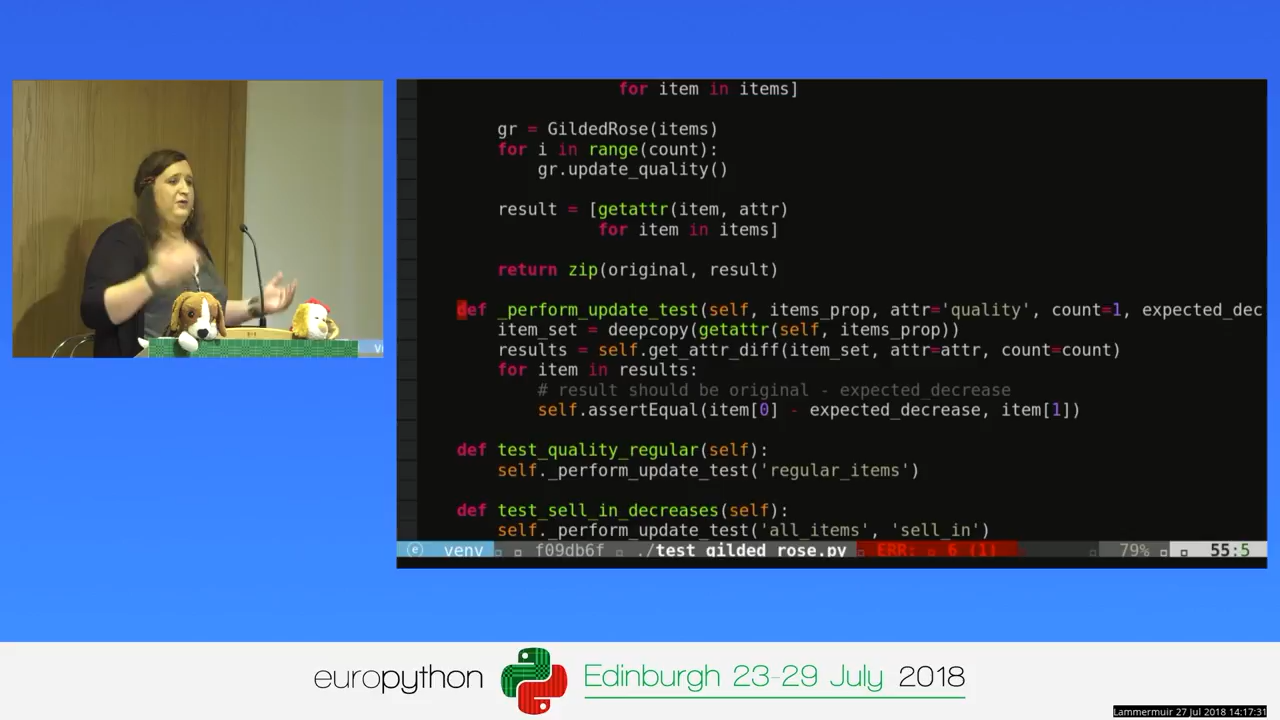 for item in items]
gr = GildedRose(items)
for i in range(count):
gr.update_quality()
result = [getattr(item, attr)
for item in items]
return zip(original, result)
def _perform_update_test(self, items_prop, attr='quality', count=1, expected_dec
item_set = deepcopy(getattr(self, items_prop))
results = self.get_attr_diff(item_set, attr=attr, count=count)
for item in results:
# result should be original - expected_decrease
self.assertEqual(item[0] - expected_decrease, item[1])
def test_quality_regular(self):
self._perform_update_test('regular_items')
def test_sell_in_decreases(self):
self._perform_update_test('all_items', 'sell_in')
ⓔ venv f09db6f ./test_gilded_rose.py ERR: 6 (1) 79% 55:5
europython Edinburgh 23-29 July 2018
Lammermuir 27 Jul 2018 14:17:31